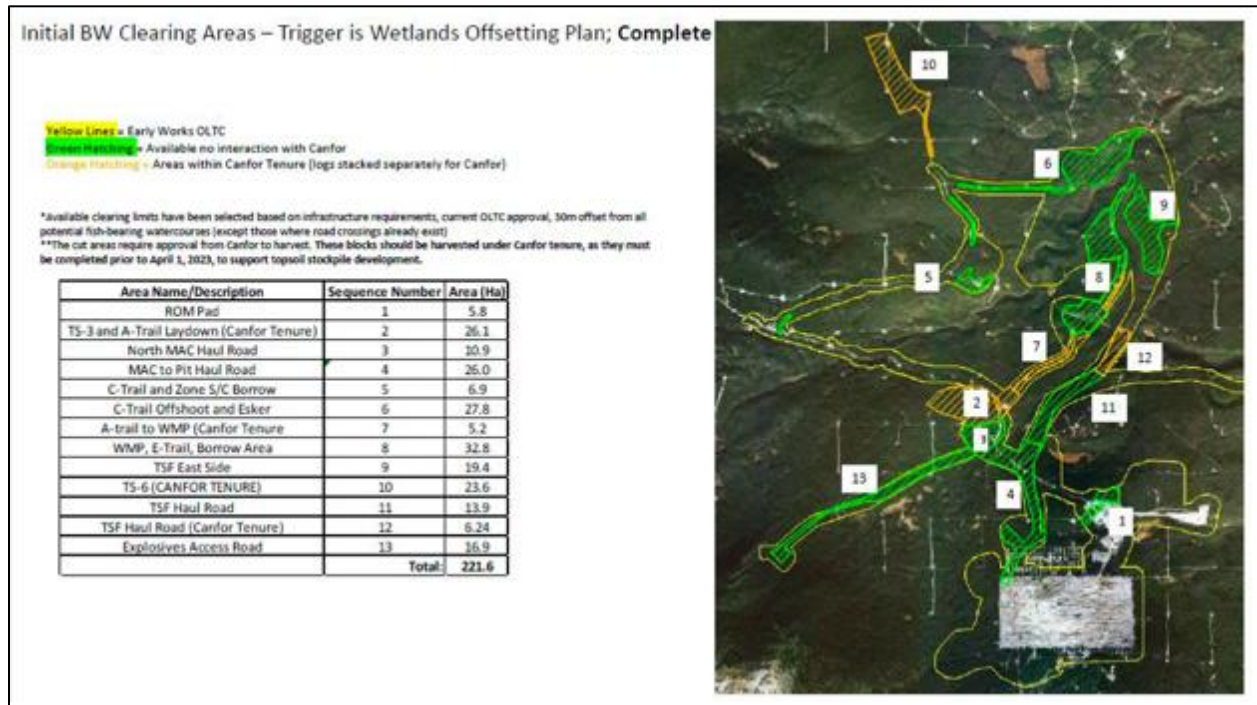 Initial BW Clearing Areas – Trigger is Wetlands Offsetting Plan; Complete
Yellow Lines = Early Works OLTC
Green Hatching = Available no interaction with Canfor
Orange Hatching = Areas within Canfor Tenure (logs stacked separately for Canfor)
*Available clearing limits have been selected based on infrastructure requirements, current OLTC approval, 30m offset from all
potential fish-bearing watercourses (except those where road crossings already exist)
**The cut areas require approval from Canfor to harvest. These blocks should be harvested under Canfor tenure, as they must
be completed prior to April 1, 2023, to support topsoil stockpile development.
Area Name/Description Sequence Number Area (Ha)
ROM Pad 1 5.8
TS-3 and A-Trail Laydown (Canfor Tenure) 2 26.1
North MAC Haul Road 3 10.9
MAC to Pit Haul Road 4 26.0
C-Trail and Zone S/C Borrow 5 6.9
C-Trail Offshoot and Esker 6 27.8
A-trail to WMP (Canfor Tenure 7 5.2
WMP, E-Trail, Borrow Area 8 32.8
TSF East Side 9 19.4
TS-6 (CANFOR TENURE) 10 23.6
TSF Haul Road 11 13.9
TSF Haul Road (Canfor Tenure) 12 6.24
Explosives Access Road 13 16.9
Total: 221.6
10
6
9
5
8
7
12
2
11
3
13
4
1